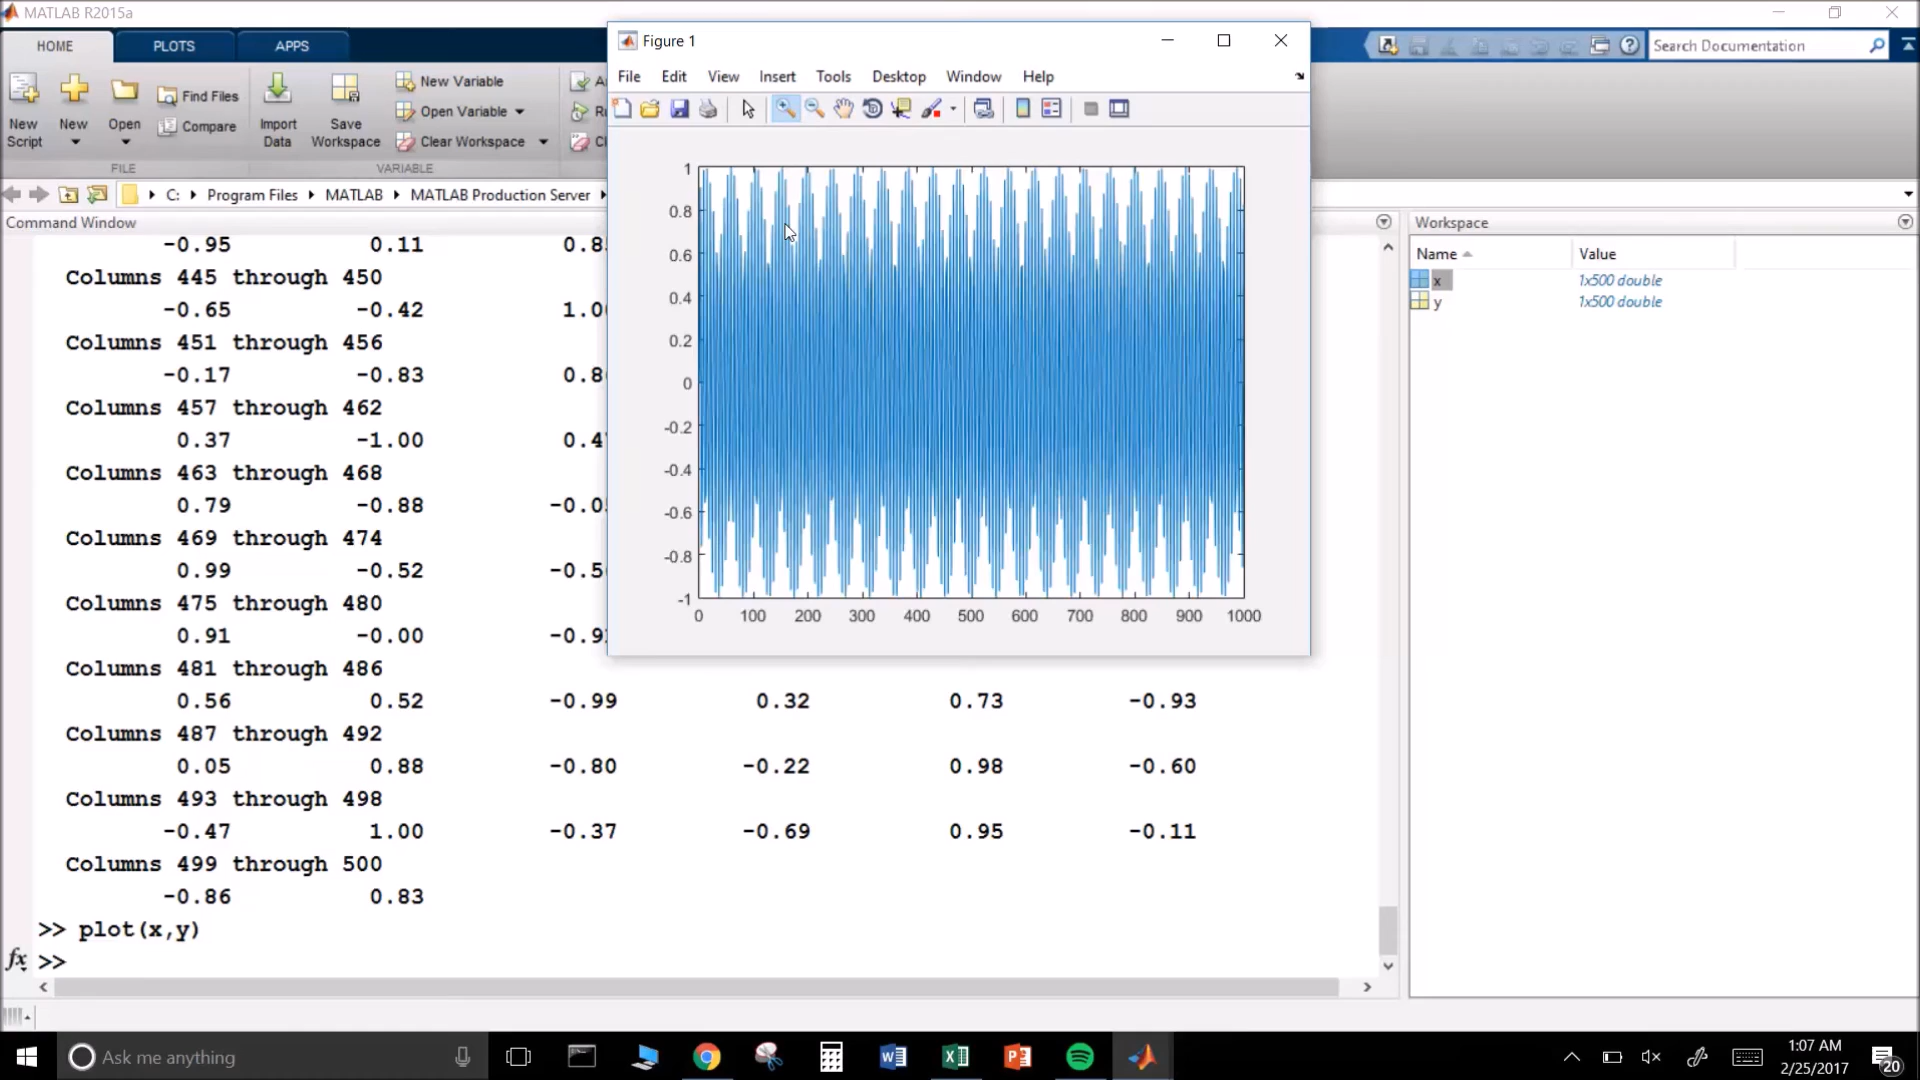 MATLAB R2015a
HOME
PLOTS
APPS
New Script
New
Open
Find Files
Compare
Import Data
Save Workspace
New Variable
Open Variable
Clear Workspace
FILE
VARIABLE
Search Documentation
C:
Program Files
MATLAB
MATLAB Production Server
Command Window
-0.95 0.11
Columns 445 through 450
-0.65 -0.42
Columns 451 through 456
-0.17 -0.83
Columns 457 through 462
0.37 -1.00
Columns 463 through 468
0.79 -0.88
Columns 469 through 474
0.99 -0.52
Columns 475 through 480
0.91 -0.00
Columns 481 through 486
0.56 0.52 -0.99 0.32 0.73 -0.93
Columns 487 through 492
0.05 0.88 -0.80 -0.22 0.98 -0.60
Columns 493 through 498
-0.47 1.00 -0.37 -0.69 0.95 -0.11
Columns 499 through 500
-0.86 0.83
>> plot(x,y)
fx >>
Figure 1
File Edit View Insert Tools Desktop Window Help
1
0.8
0.6
0.4
0.2
0
-0.2
-0.4
-0.6
-0.8
-1
0 100 200 300 400 500 600 700 800 900 1000
Workspace
Name Value
x 1x500 double
y 1x500 double
Ask me anything
1:07 AM
2/25/2017
20